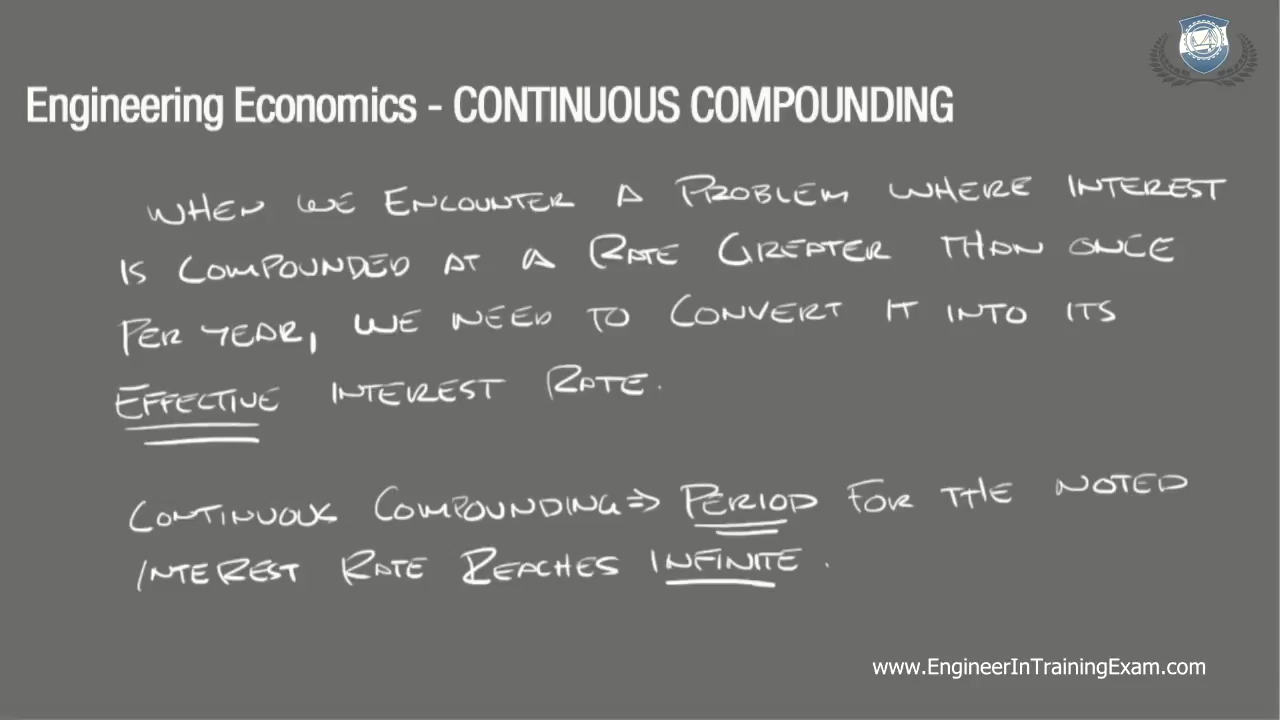 Engineering Economics - CONTINUOUS COMPOUNDING
WHEN WE ENCOUNTER A PROBLEM WHERE INTEREST
IS COMPOUNDED AT A RATE GREATER THAN ONCE
PER YEAR, WE NEED TO CONVERT IT INTO ITS
EFFECTIVE INTEREST RATE.
CONTINUOUS COMPOUNDING ⇒ PERIOD FOR THE NOTED
INTEREST RATE REACHES INFINITE.
www.EngineerInTrainingExam.com